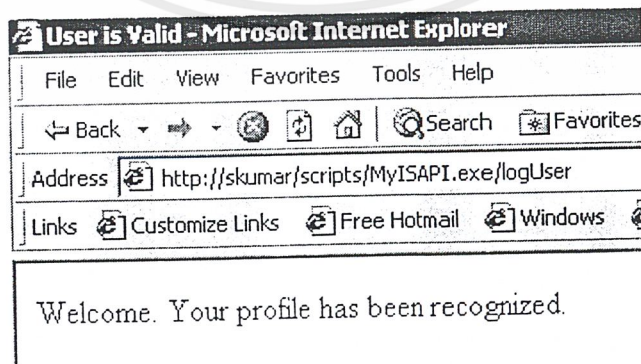 User is Valid - Microsoft Internet Explorer
File Edit View Favorites Tools Help
Back Search Favorites
Address http://skumar/scripts/MyISAPI.exe/logUser
Links Customize Links Free Hotmail Windows
Welcome. Your profile has been recognized.